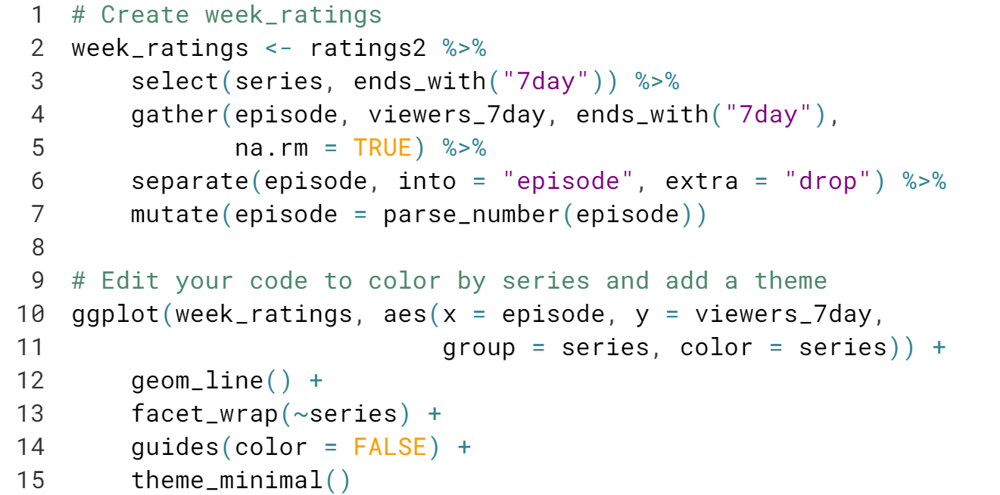 1 # Create week_ratings
2 week_ratings <- ratings2 %>%
3     select(series, ends_with("7day")) %>%
4     gather(episode, viewers_7day, ends_with("7day"),
5            na.rm = TRUE) %>%
6     separate(episode, into = "episode", extra = "drop") %>%
7     mutate(episode = parse_number(episode))
8
9 # Edit your code to color by series and add a theme
10 ggplot(week_ratings, aes(x = episode, y = viewers_7day,
11                          group = series, color = series)) +
12     geom_line() +
13     facet_wrap(~series) +
14     guides(color = FALSE) +
15     theme_minimal()